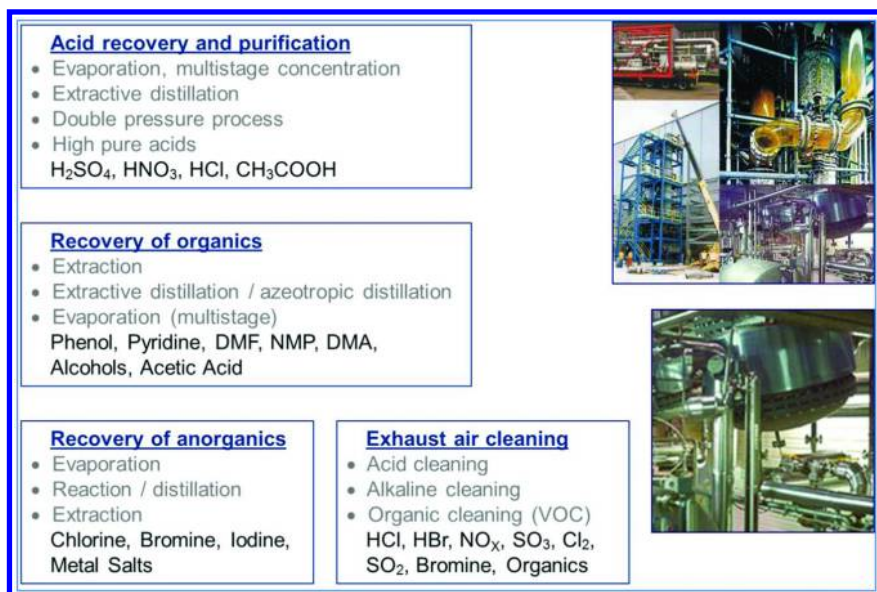 Acid recovery and purification
• Evaporation, multistage concentration
• Extractive distillation
• Double pressure process
• High pure acids
H₂SO₄, HNO₃, HCl, CH₃COOH
Recovery of organics
• Extraction
• Extractive distillation / azeotropic distillation
• Evaporation (multistage)
Phenol, Pyridine, DMF, NMP, DMA,
Alcohols, Acetic Acid
Recovery of anorganics
• Evaporation
• Reaction / distillation
• Extraction
Chlorine, Bromine, Iodine,
Metal Salts
Exhaust air cleaning
• Acid cleaning
• Alkaline cleaning
• Organic cleaning (VOC)
HCl, HBr, NOₓ, SO₃, Cl₂,
SO₂, Bromine, Organics